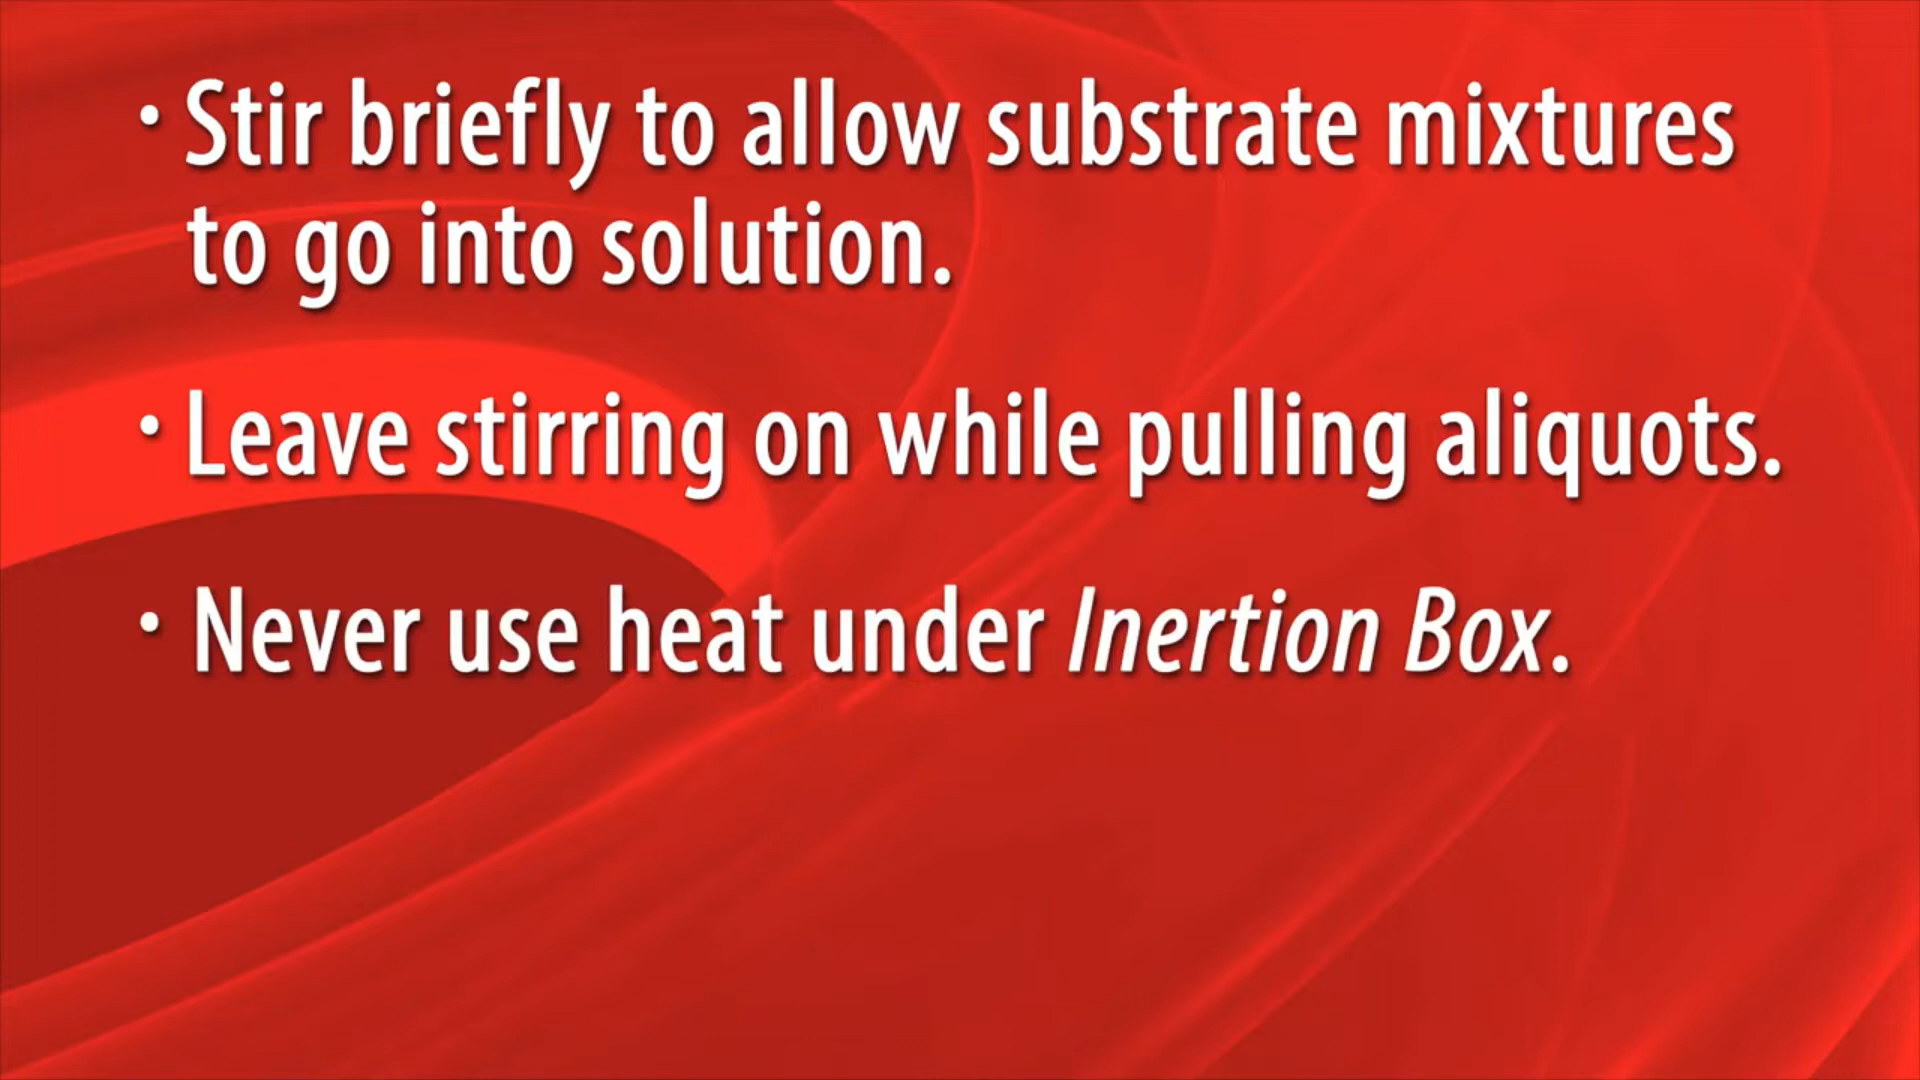 • Stir briefly to allow substrate mixtures
to go into solution.
• Leave stirring on while pulling aliquots.
• Never use heat under Inertion Box.